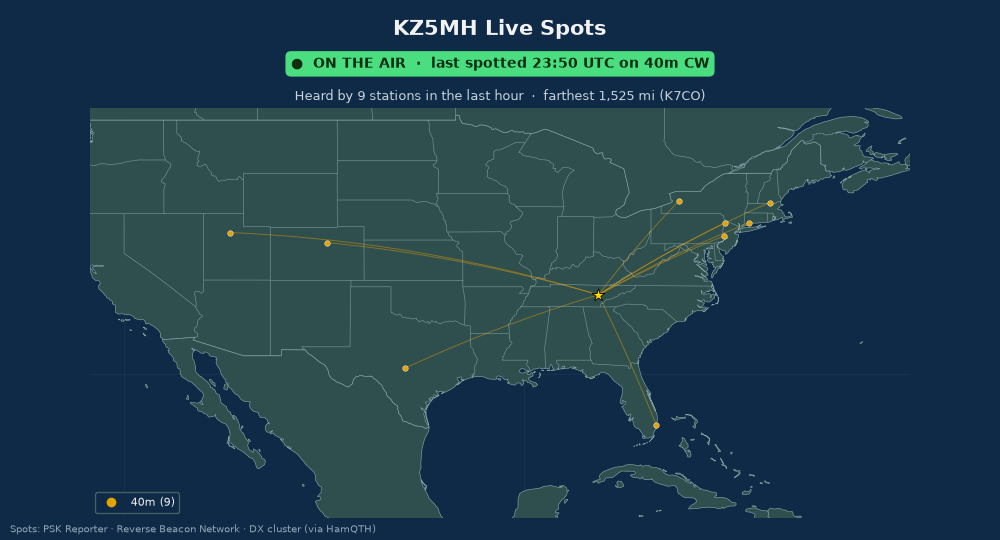 KZ5MH Live Spots
● ON THE AIR · last spotted 23:50 UTC on 40m CW
Heard by 9 stations in the last hour · farthest 1,525 mi (K7CO)
40m (9)
Spots: PSK Reporter · Reverse Beacon Network · DX cluster (via HamQTH)